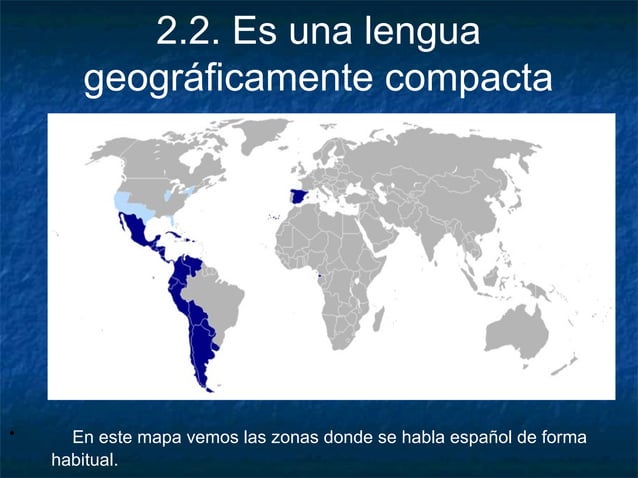 2.2. Es una lengua
geográficamente compacta
• En este mapa vemos las zonas donde se habla español de forma
habitual.